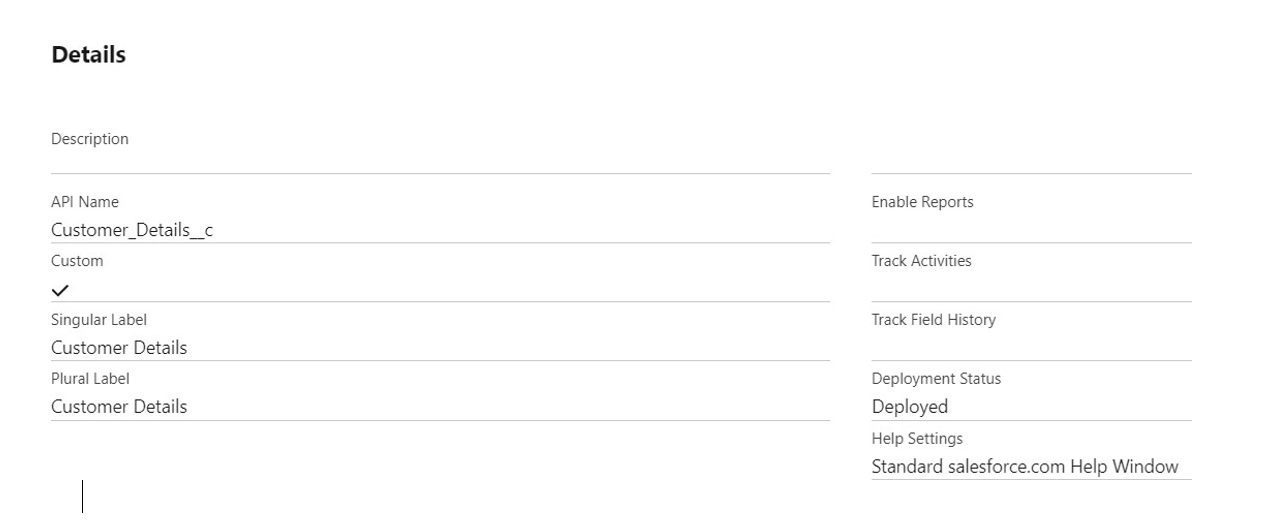 Details
Description
API Name
Customer_Details__c
Custom
Singular Label
Customer Details
Plural Label
Customer Details
Enable Reports
Track Activities
Track Field History
Deployment Status
Deployed
Help Settings
Standard salesforce.com Help Window